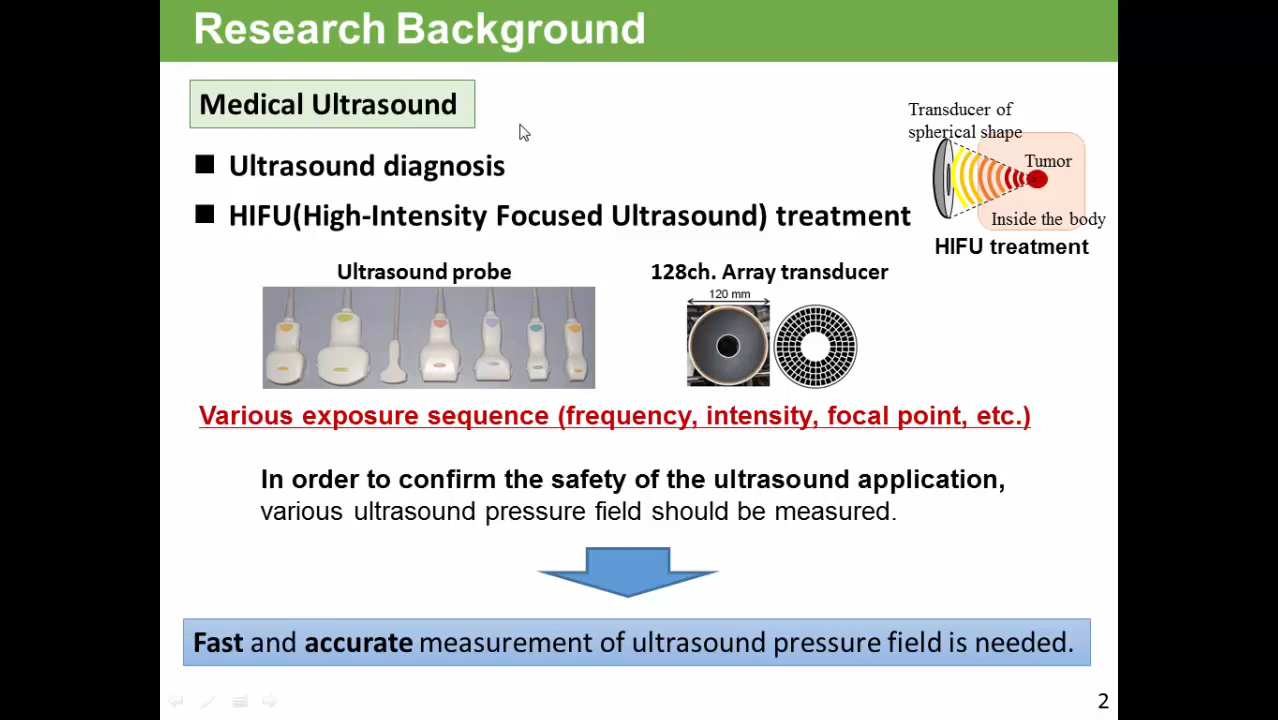 Research Background
Medical Ultrasound
Transducer of
spherical shape
Tumor
Inside the body
HIFU treatment
■ Ultrasound diagnosis
■ HIFU(High-Intensity Focused Ultrasound) treatment
Ultrasound probe
128ch. Array transducer
120 mm
Various exposure sequence (frequency, intensity, focal point, etc.)
In order to confirm the safety of the ultrasound application,
various ultrasound pressure field should be measured.
Fast and accurate measurement of ultrasound pressure field is needed.
2